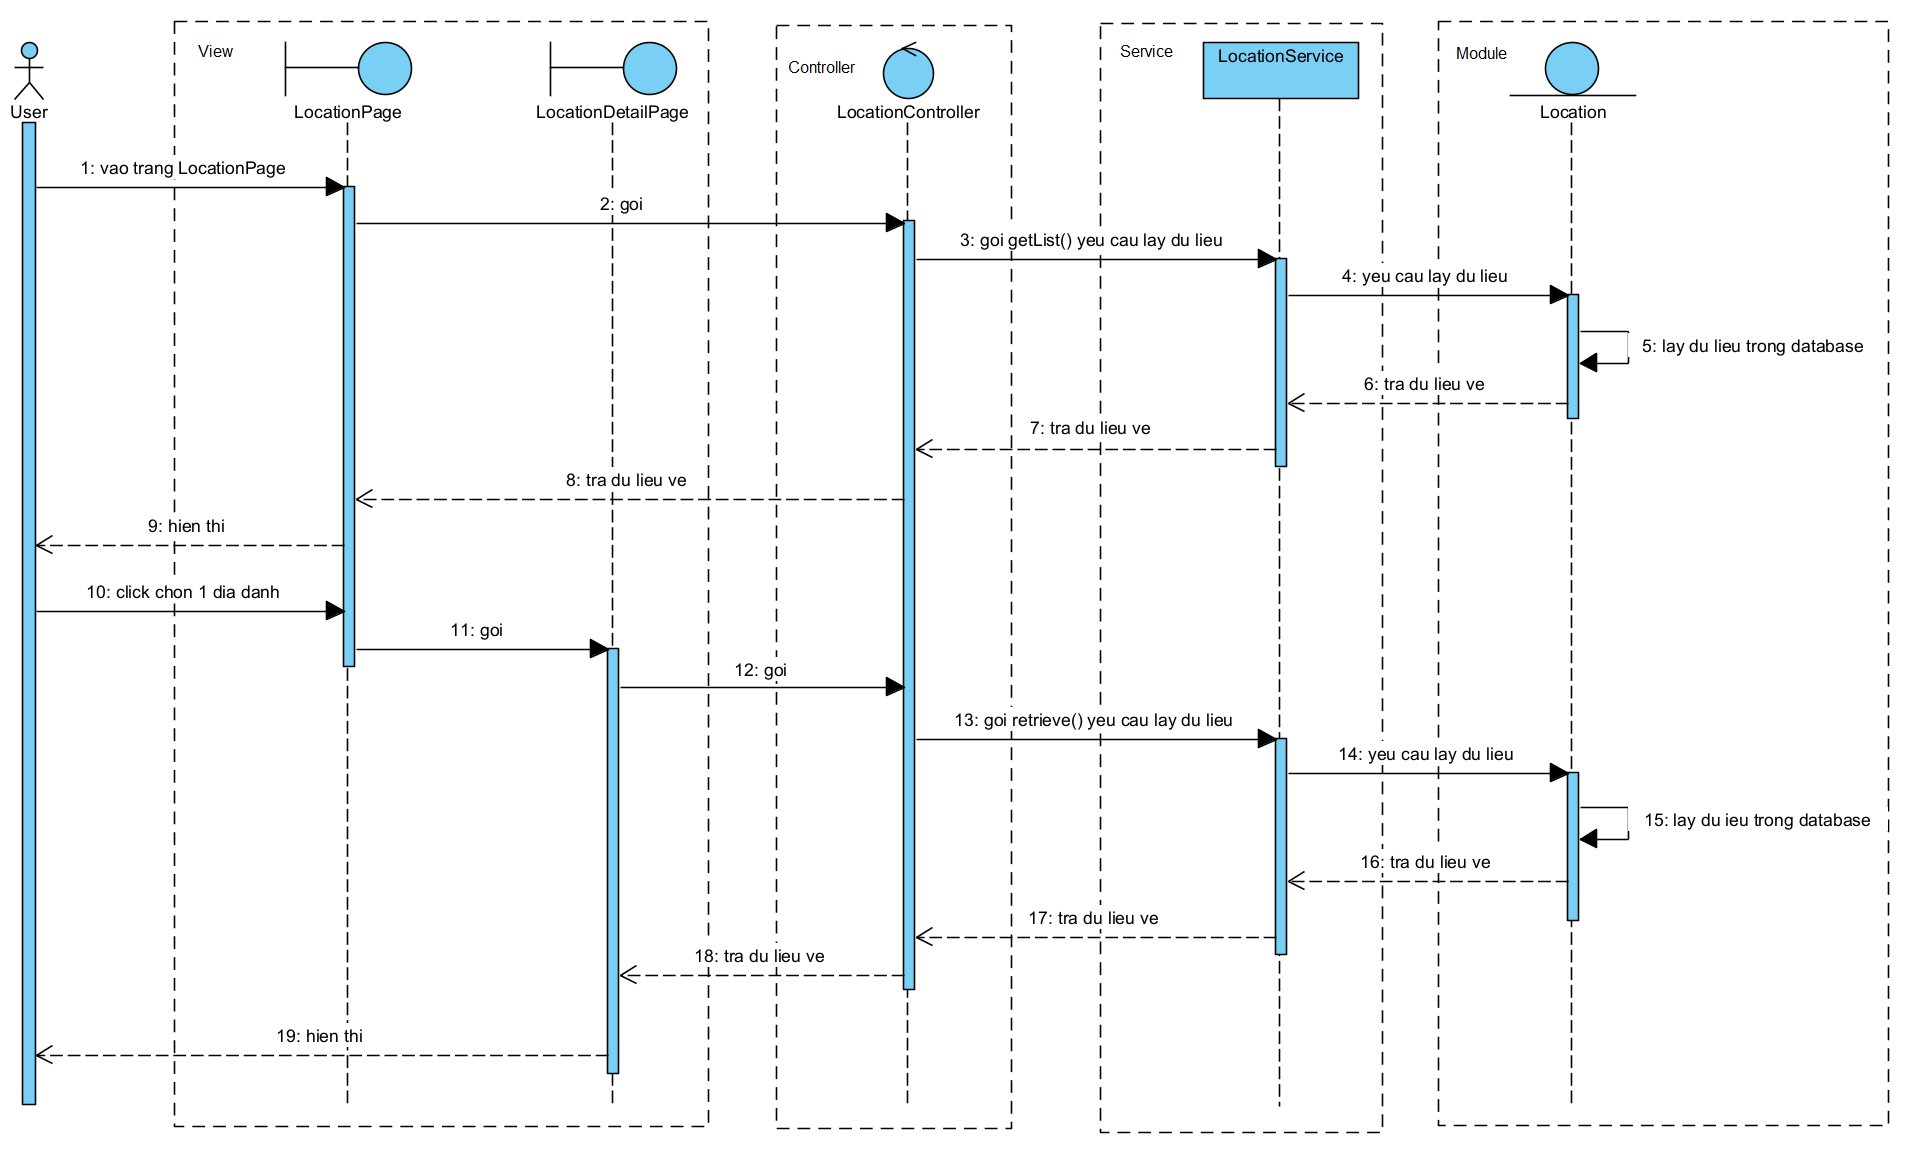 View
Controller
Service
LocationService
Module
User
LocationPage
LocationDetailPage
LocationController
Location
1: vao trang LocationPage
2: goi
3: goi getList() yeu cau lay du lieu
4: yeu cau lay du lieu
5: lay du lieu trong database
6: tra du lieu ve
7: tra du lieu ve
8: tra du lieu ve
9: hien thi
10: click chon 1 dia danh
11: goi
12: goi
13: goi retrieve() yeu cau lay du lieu
14: yeu cau lay du lieu
15: lay du ieu trong database
16: tra du lieu ve
17: tra du lieu ve
18: tra du lieu ve
19: hien thi